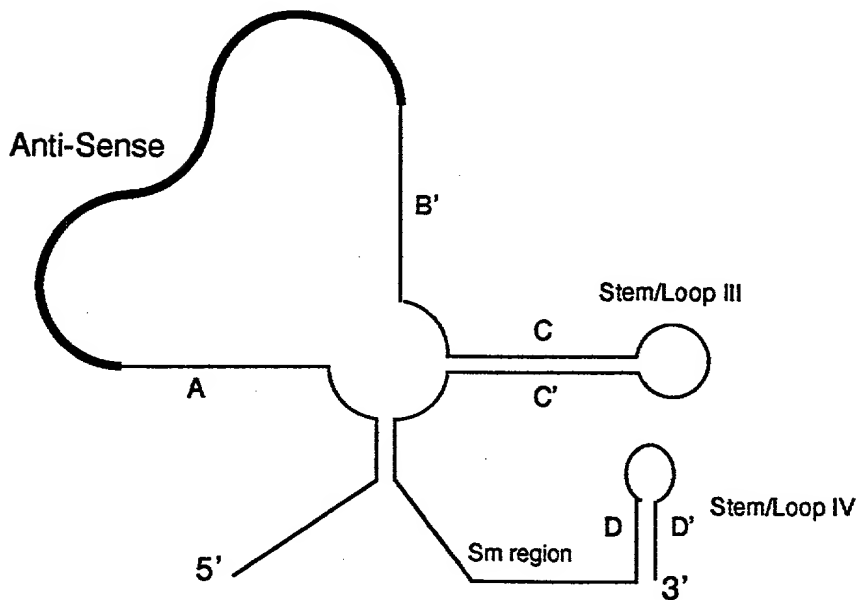 Anti-Sense
B'
Stem/Loop III
C
A
C'
Stem/Loop IV
D
D'
Sm region
5'
3'